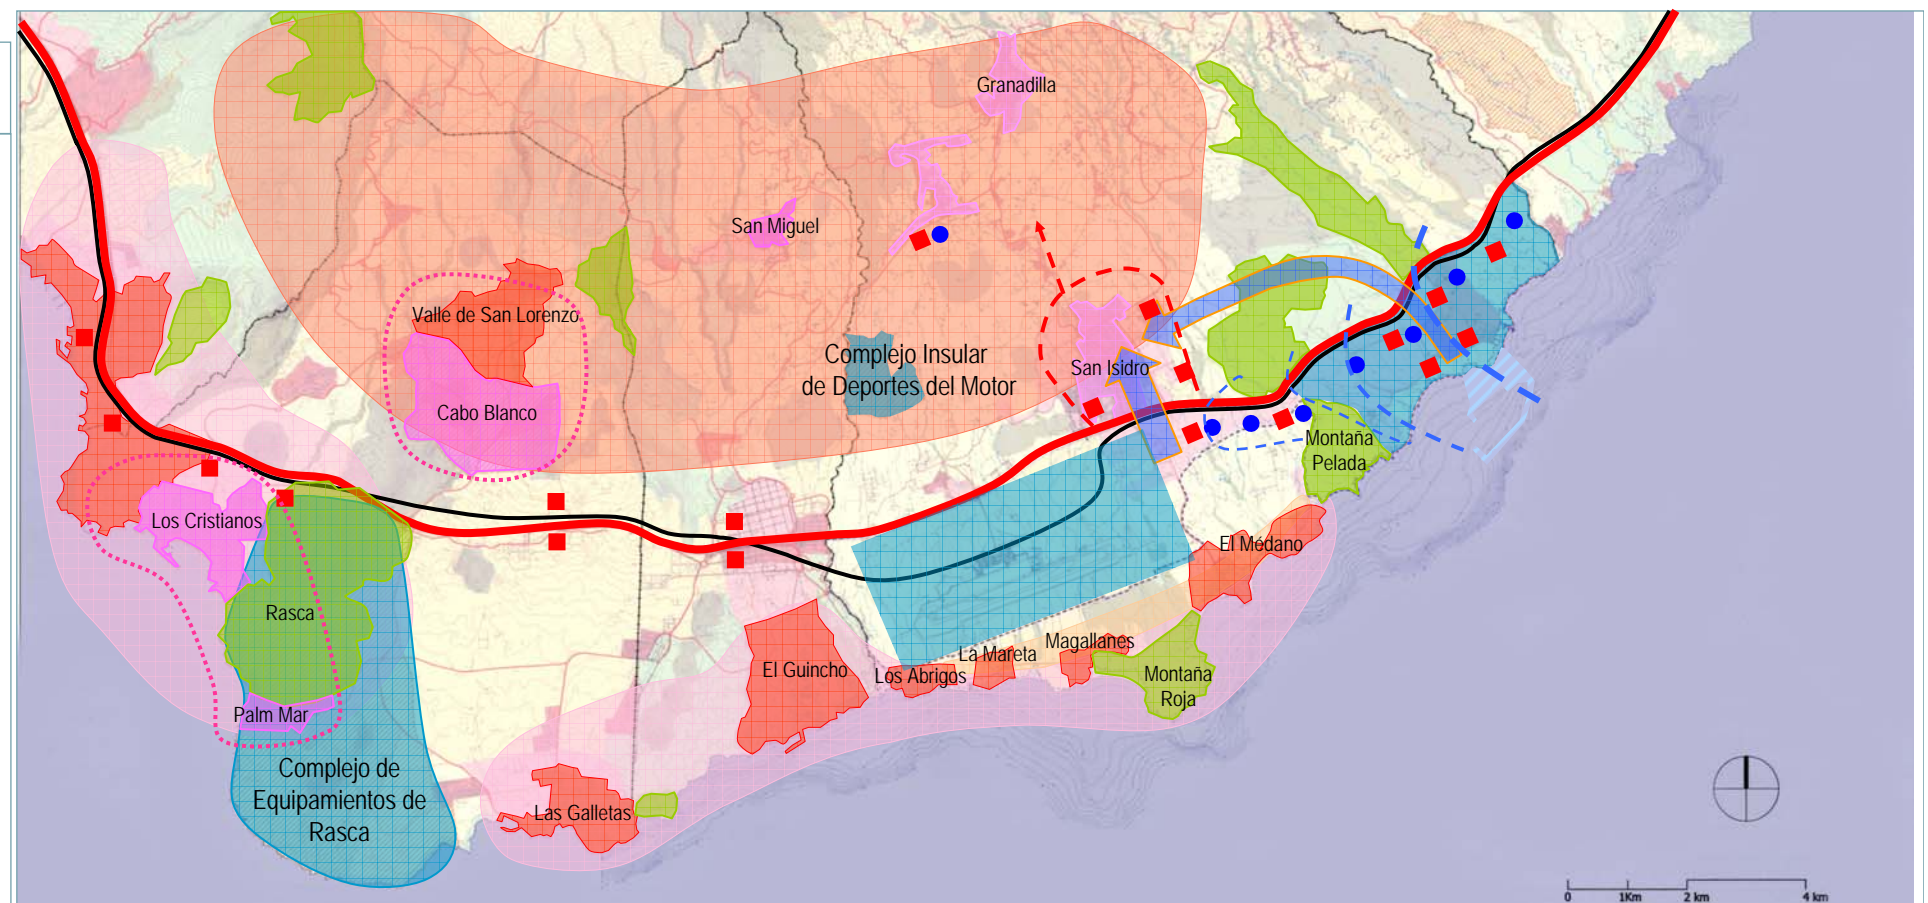 Granadilla
San Miguel
Valle de San Lorenzo
Complejo Insular
de Deportes del Motor
San Isidro
Cabo Blanco
Montaña
Pelada
Los Cristianos
El Médano
Rasca
Magallanes
La Mareta
El Guincho
Los Abrigos
Montaña
Roja
Palm Mar
Complejo de
Equipamientos de
Rasca
Las Galletas
0 1Km 2 km 4 km